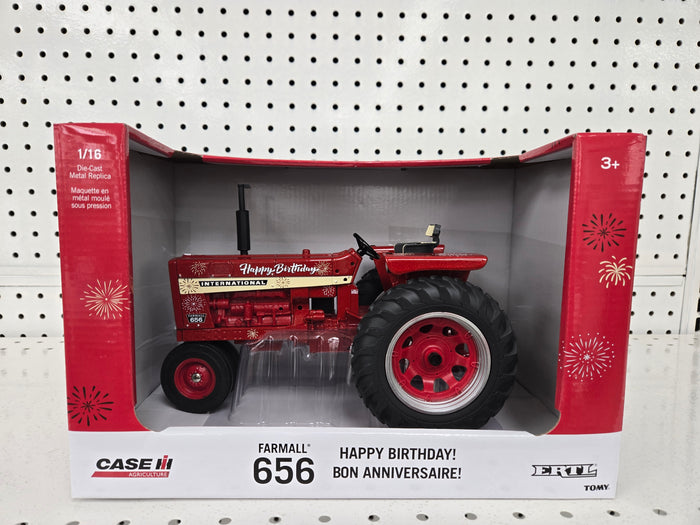 1/16
Die-Cast
Metal Replica
Maquette en
métal moulé
sous pression
3+
Happy Birthday
INTERNATIONAL
FARMALL
656
CASE IH
AGRICULTURE
FARMALL®
656
HAPPY BIRTHDAY!
BON ANNIVERSAIRE!
ERTL
TOMY